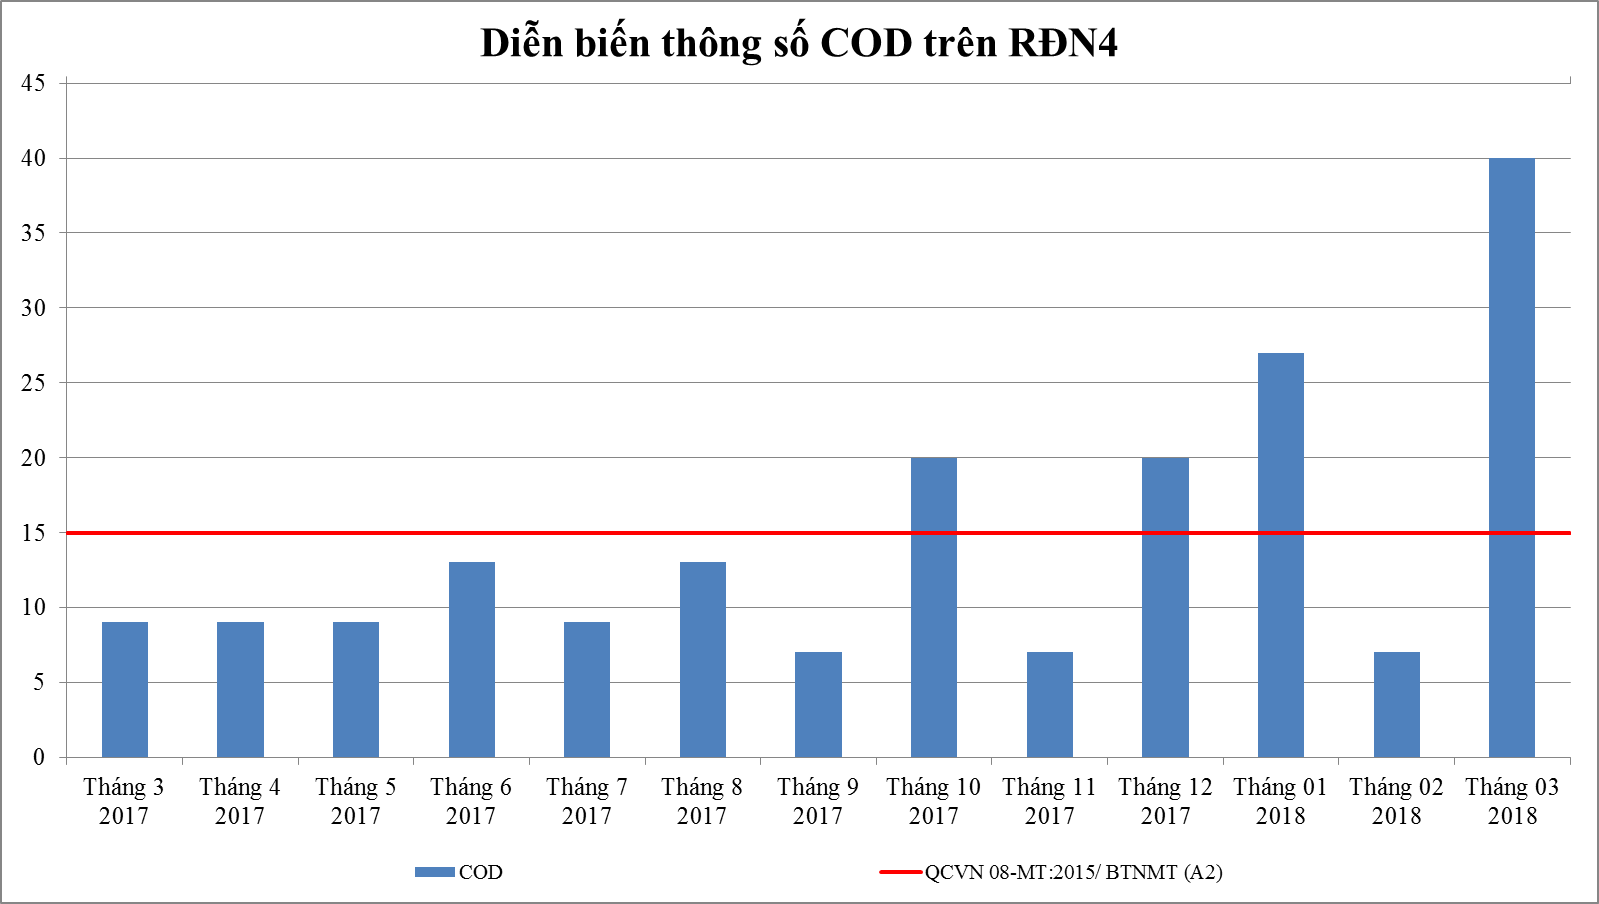 Diễn biến thông số COD trên RĐN4
45
40
35
30
25
20
15
10
5
0
Tháng 3 2017
Tháng 4 2017
Tháng 5 2017
Tháng 6 2017
Tháng 7 2017
Tháng 8 2017
Tháng 9 2017
Tháng 10 2017
Tháng 11 2017
Tháng 12 2017
Tháng 01 2018
Tháng 02 2018
Tháng 03 2018
COD
QCVN 08-MT:2015/ BTNMT (A2)